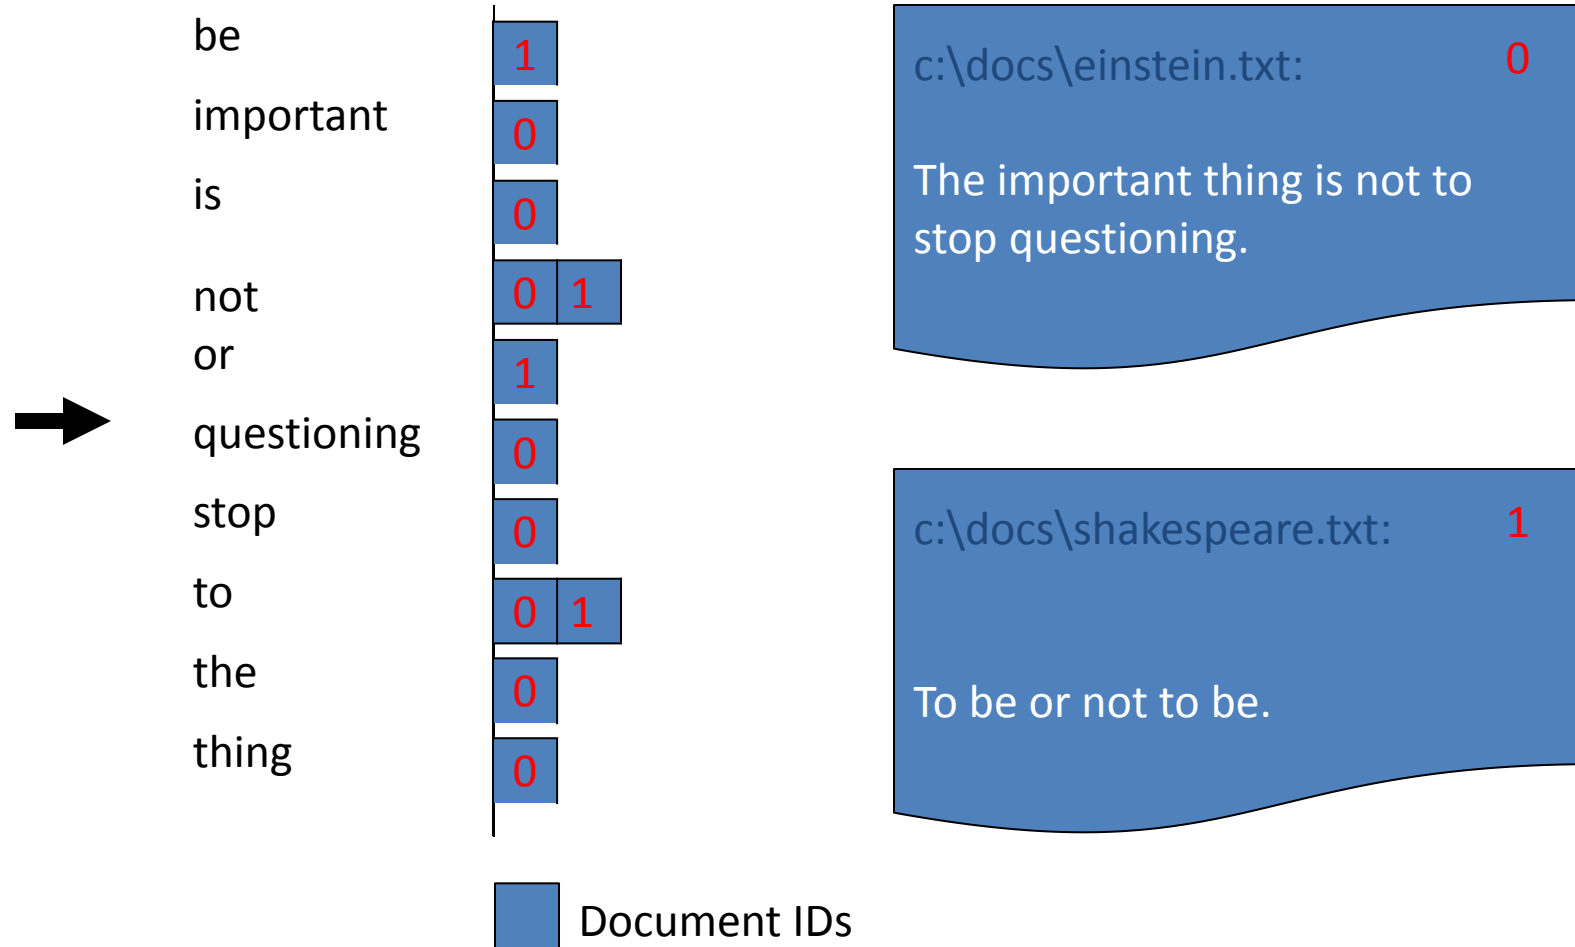 be 1
important 0
is 0
not 0 1
or 1
questioning 0
stop 0
to 0 1
the 0
thing 0
Document IDs
c:\docs\einstein.txt: 0
The important thing is not to
stop questioning.
c:\docs\shakespeare.txt: 1
To be or not to be.